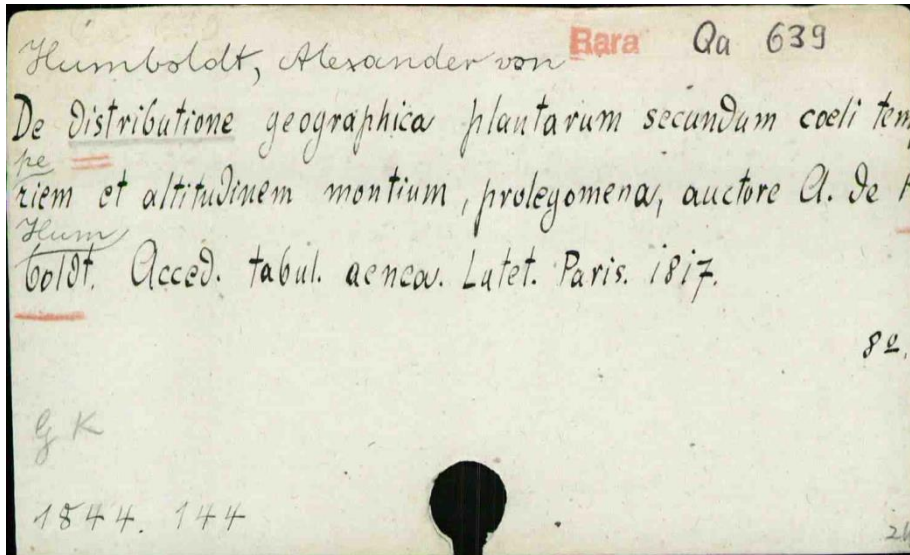 Humboldt, Alexander von Rara Qa 639
De distributione geographica plantarum secundum coeli tem
pe
riem et altitudinem montium, prolegomena, auctore A. de
Hum
boldt. Acced. tabul. aenea. Lutet. Paris. 1817.
8º.
G K
1844. 144